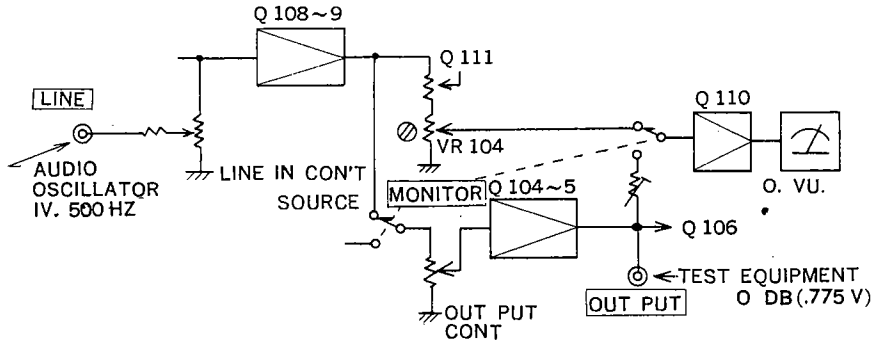 Q 108~9
Q 111
LINE
Q 110
VR 104
AUDIO
OSCILLATOR
IV. 500 HZ
LINE IN CON'T
SOURCE
MONITOR
Q 104~5
O. VU.
Q 106
TEST EQUIPMENT
O DB (.775 V)
OUT PUT
OUT PUT
CONT